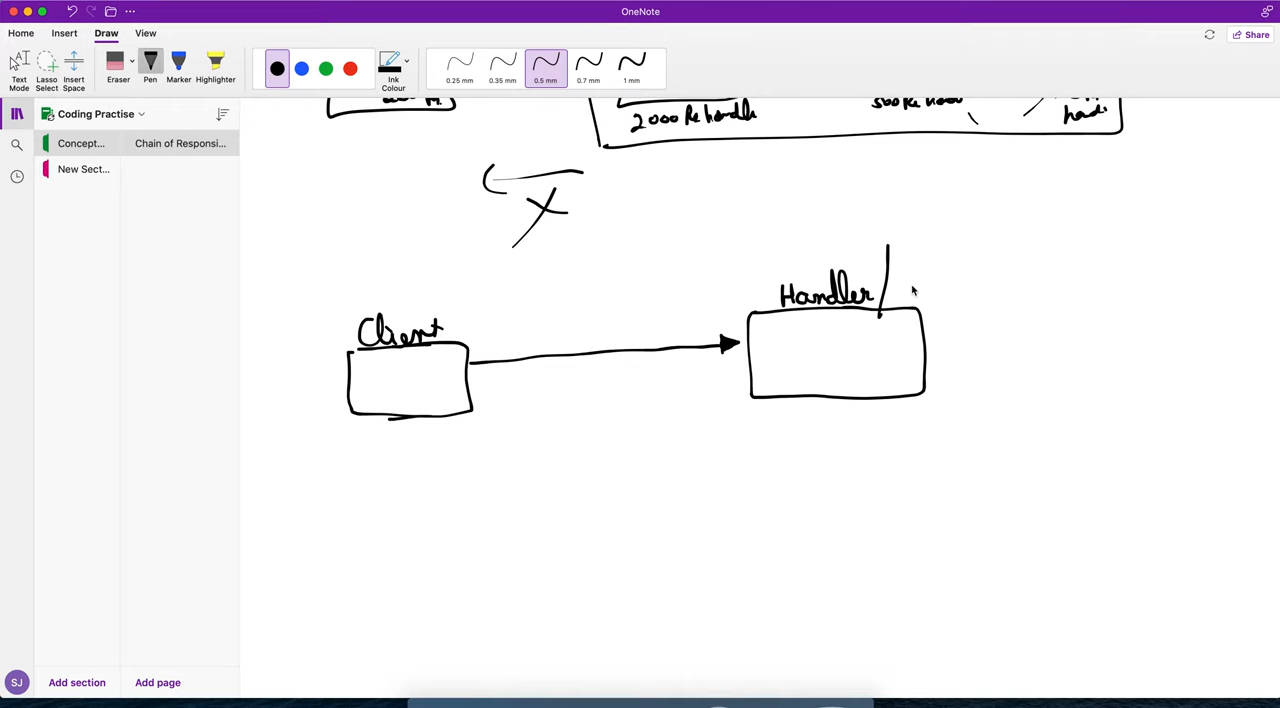 OneNote
Home Insert Draw View
Share
Text Mode
Lasso Select
Insert Space
Eraser
Pen
Marker
Highlighter
Ink Colour
0.25 mm
0.35 mm
0.5 mm
0.7 mm
1 mm
Coding Practise
Concept...
Chain of Responsi...
New Sect...
2000 Rs handle
Client
Handler
SJ
Add section
Add page